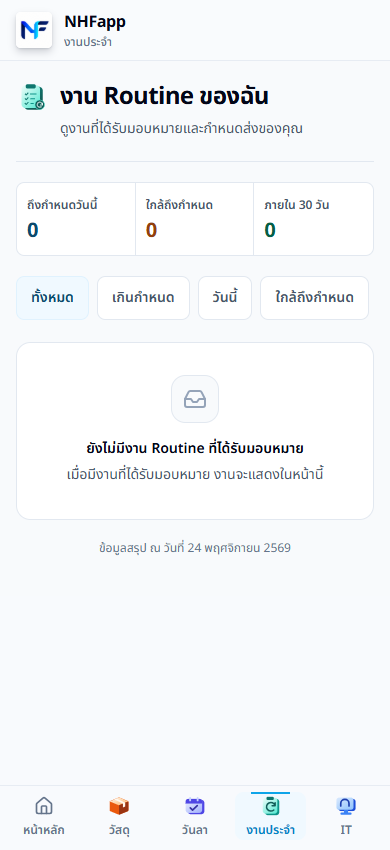 NF
NHFapp
งานประจำ
งาน Routine ของฉัน
ดูงานที่ได้รับมอบหมายและกำหนดส่งของคุณ
ถึงกำหนดวันนี้
0
ใกล้ถึงกำหนด
0
ภายใน 30 วัน
0
ทั้งหมด
เกินกำหนด
วันนี้
ใกล้ถึงกำหนด
ยังไม่มีงาน Routine ที่ได้รับมอบหมาย
เมื่อมีงานที่ได้รับมอบหมาย งานจะแสดงในหน้านี้
ข้อมูลสรุป ณ วันที่ 24 พฤศจิกายน 2569
หน้าหลัก
วัสดุ
วันลา
งานประจำ
IT